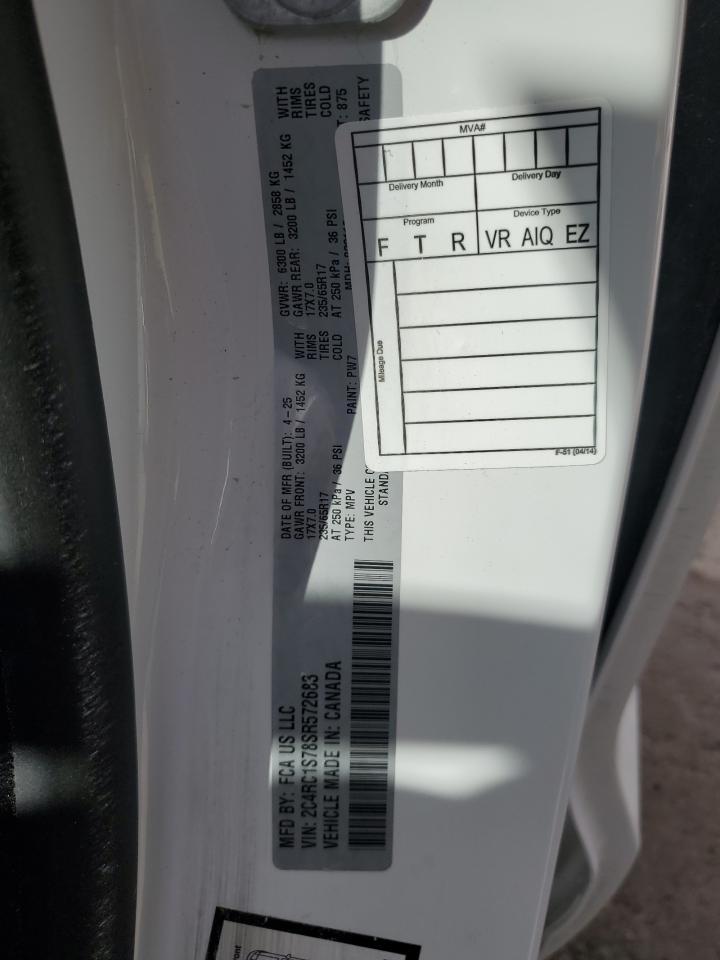 MFD BY: FCA US LLC
VIN: 2C4RC1S78SR572683
VEHICLE MADE IN: CANADA
DATE OF MFR (BUILT): 4-25
GAWR FRONT: 3200 LB / 1452 KG WITH
17X7.0 RIMS
235/65R17 TIRES
AT 250 kPa / 36 PSI COLD
TYPE: MPV PAINT: PW7
THIS VEHICLE
STAND
GVWR: 6300 LB / 2858 KG
GAWR REAR: 3200 LB / 1452 KG WITH
17X7.0 RIMS
235/65R17 TIRES
AT 250 kPa / 36 PSI COLD
MDH: T: 875
SAFETY
MVA#
Delivery Month Delivery Day
Program Device Type
F T R VR AIQ EZ
Mileage Due
F-51 (04/14)
ront